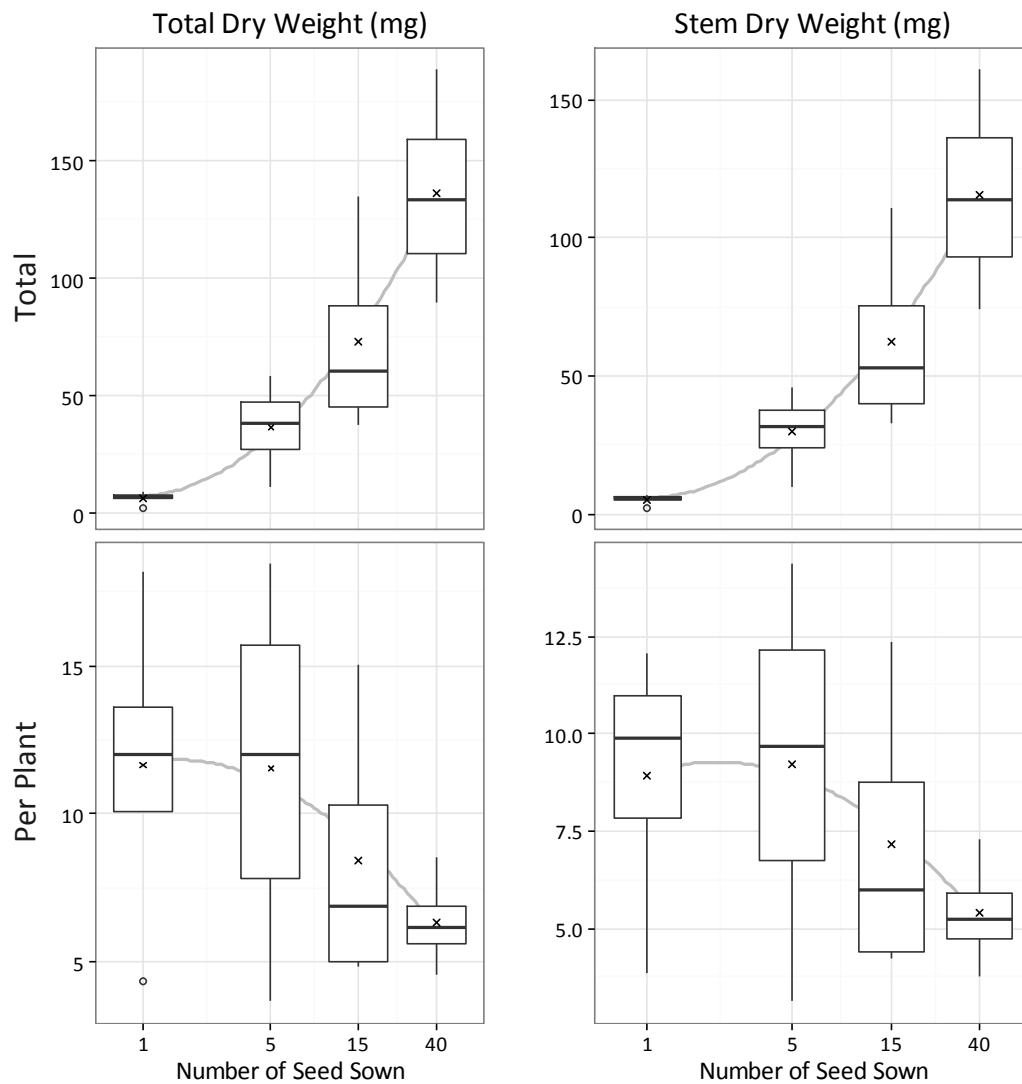 Total Dry Weight (mg)
Stem Dry Weight (mg)
Total
150
100
50
0
150
100
50
0
Per Plant
15
10
5
12.5
10.0
7.5
5.0
1 5 15 40
1 5 15 40
Number of Seed Sown
Number of Seed Sown